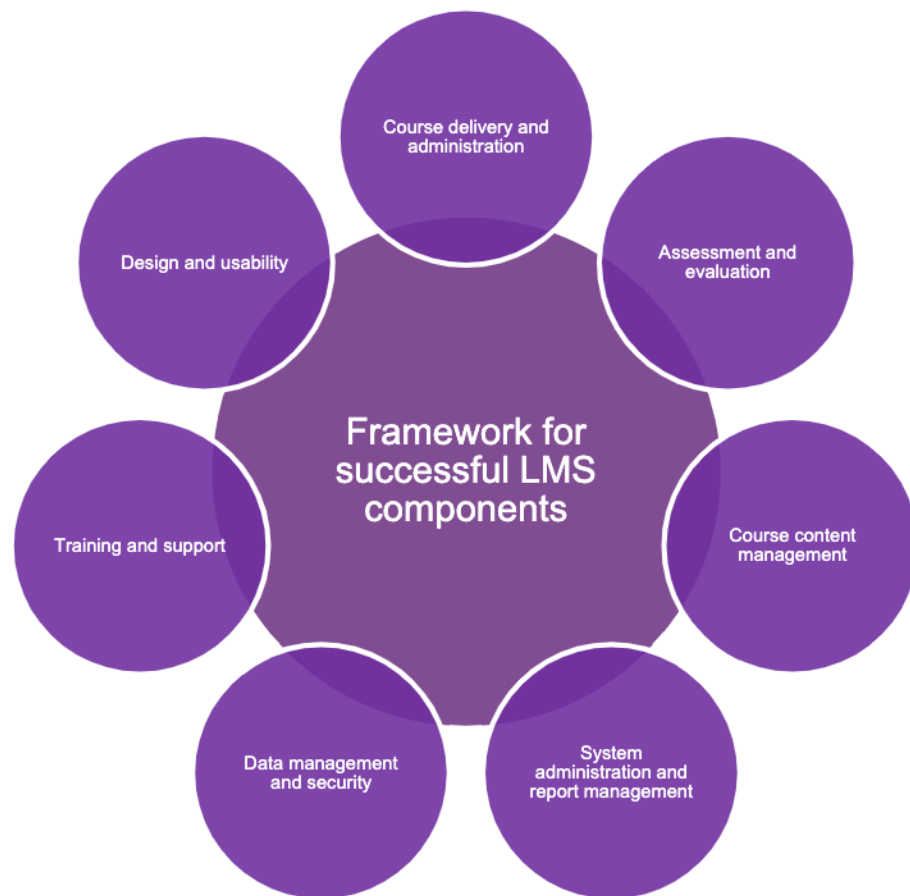 Course delivery and
administration
Assessment and
evaluation
Course content
management
System
administration and
report management
Data management
and security
Training and support
Design and usability
Framework for
successful LMS
components